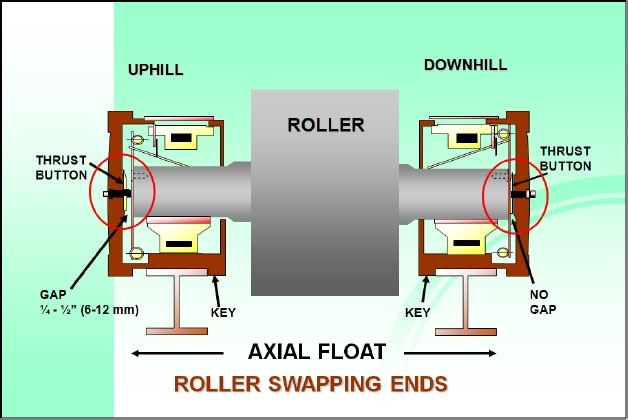 UPHILL
DOWNHILL
ROLLER
THRUST
BUTTON
THRUST
BUTTON
GAP
¼ - ½" (6-12 mm)
KEY
KEY
NO
GAP
AXIAL FLOAT
ROLLER SWAPPING ENDS